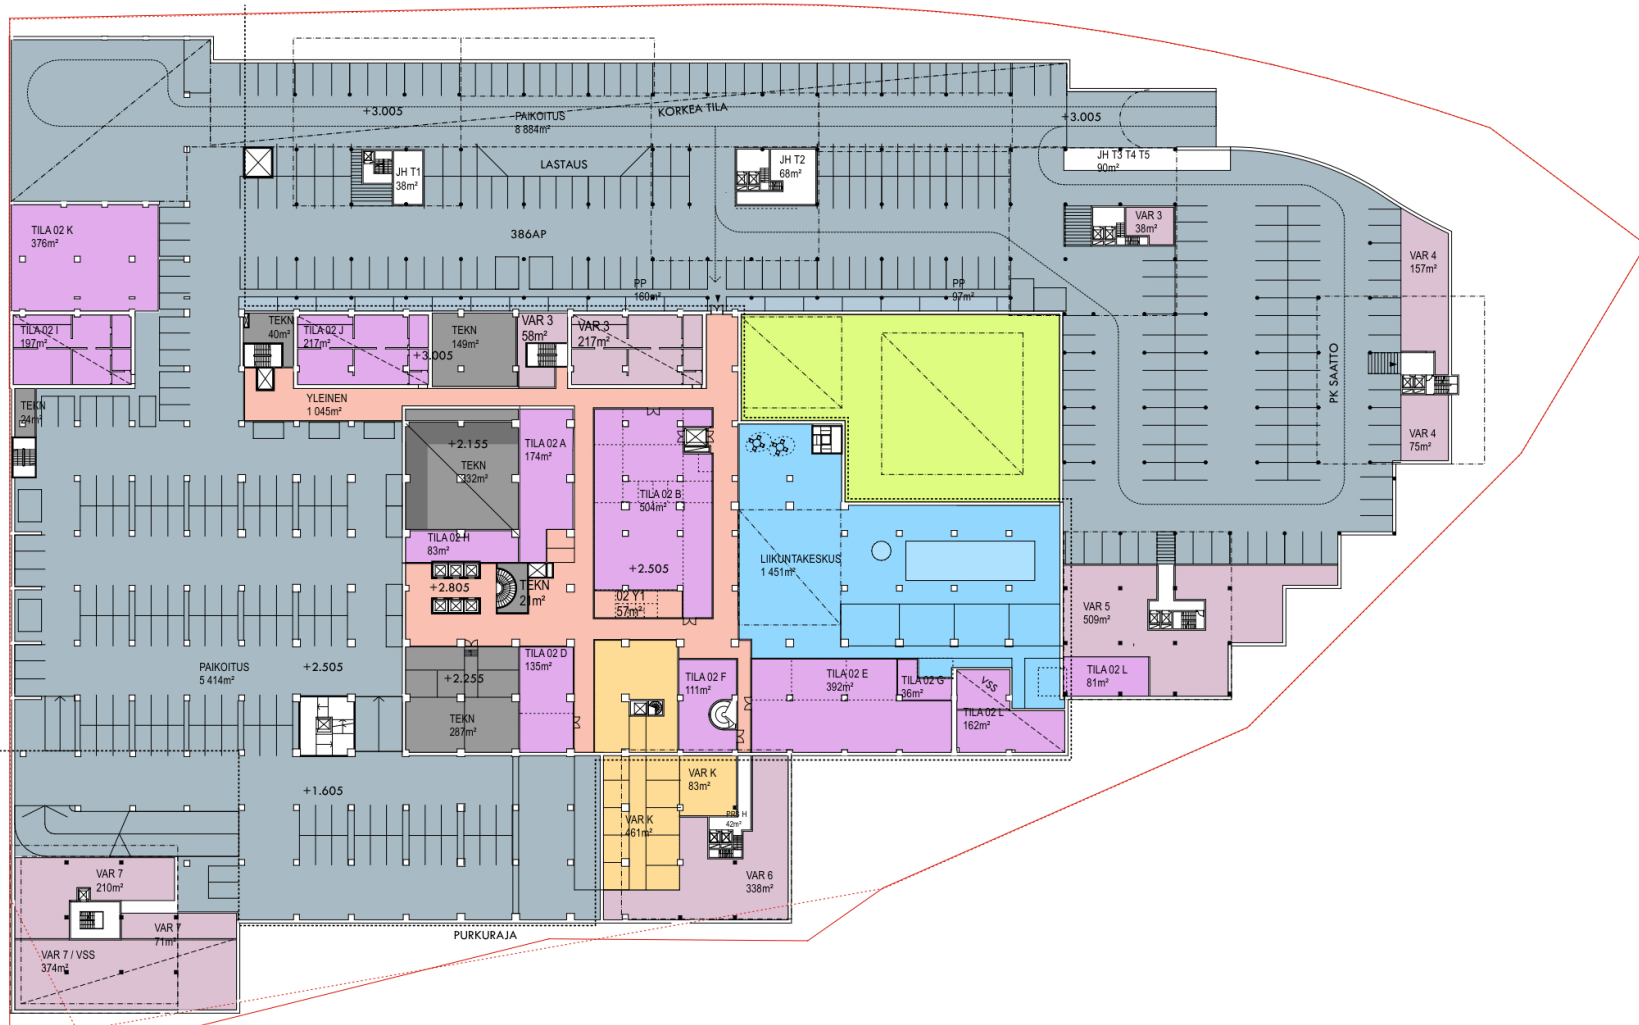 +3.005
PAIKOITUS
8 884m²
KORKEA TILA
+3.005
LASTAUS
JH T1
38m²
JH T2
68m²
JH T3 T4 T5
90m²
TILA 02 K
376m²
386AP
VAR 3
38m²
VAR 4
157m²
PP
160m²
PP
97m²
TILA 02 I
197m²
TEKN
40m²
TILA 02 J
217m²
+3.005
TEKN
149m²
VAR 3
58m²
VAR 3
217m²
PK SAATTO
YLEINEN
1 045m²
TEKN
24m²
+2.155
TEKN
332m²
TILA 02 A
174m²
VAR 4
75m²
TILA 02 B
504m²
TILA 02 H
83m²
+2.505
LIIKUNTAKESKUS
1 451m²
+2.805
TEKN
21m²
02 Y1
57m²
VAR 5
509m²
PAIKOITUS
5 414m²
+2.505
+2.255
TILA 02 D
135m²
TILA 02 F
111m²
TILA 02 E
392m²
TILA 02 G
36m²
VSS
TILA 02 L
81m²
TEKN
287m²
TILA 02 L
162m²
+1.605
VAR K
83m²
VAR K
461m²
PRS H
42m²
VAR 7
210m²
VAR 6
338m²
VAR 7
71m²
VAR 7 / VSS
374m²
PURKURAJA